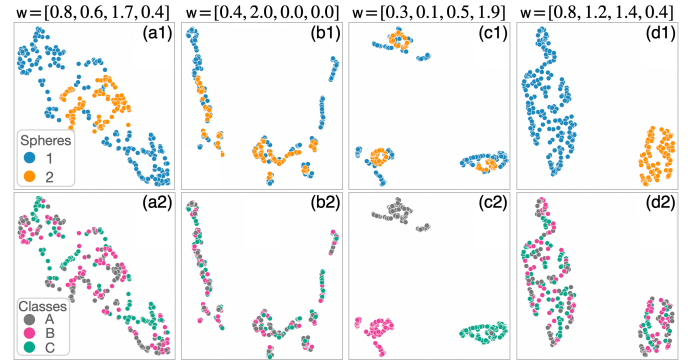 w=[0.8, 0.6, 1.7, 0.4] w=[0.4, 2.0, 0.0, 0.0] w=[0.3, 0.1, 0.5, 1.9] w=[0.8, 1.2, 1.4, 0.4]
(a1) (b1) (c1) (d1)
Spheres
1
2
(a2) (b2) (c2) (d2)
Classes
A
B
C